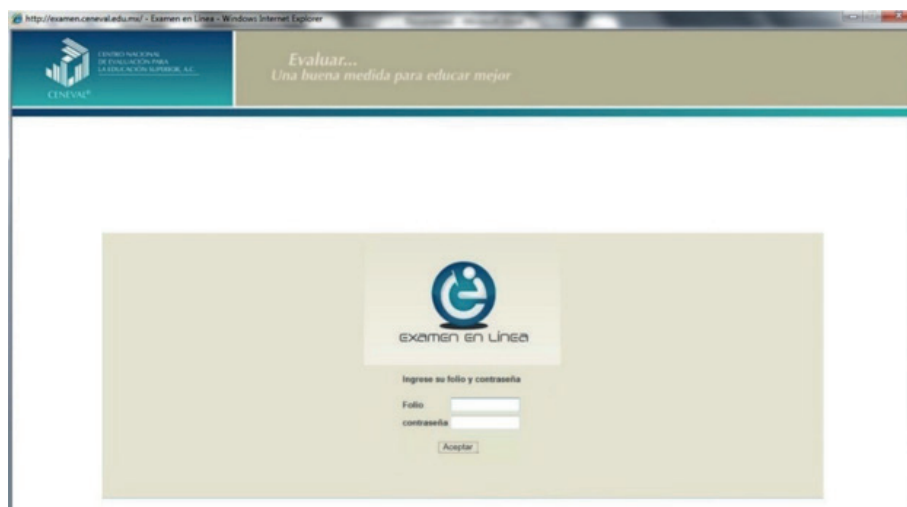 http://examen.ceneval.edu.mx/ - Examen en Línea - Windows Internet Explorer
CENTRO NACIONAL
DE EVALUACIÓN PARA
LA EDUCACIÓN SUPERIOR, A.C.
CENEVAL®
Evaluar...
Una buena medida para educar mejor
examen en línea
Ingrese su folio y contraseña
Folio
contraseña
Aceptar